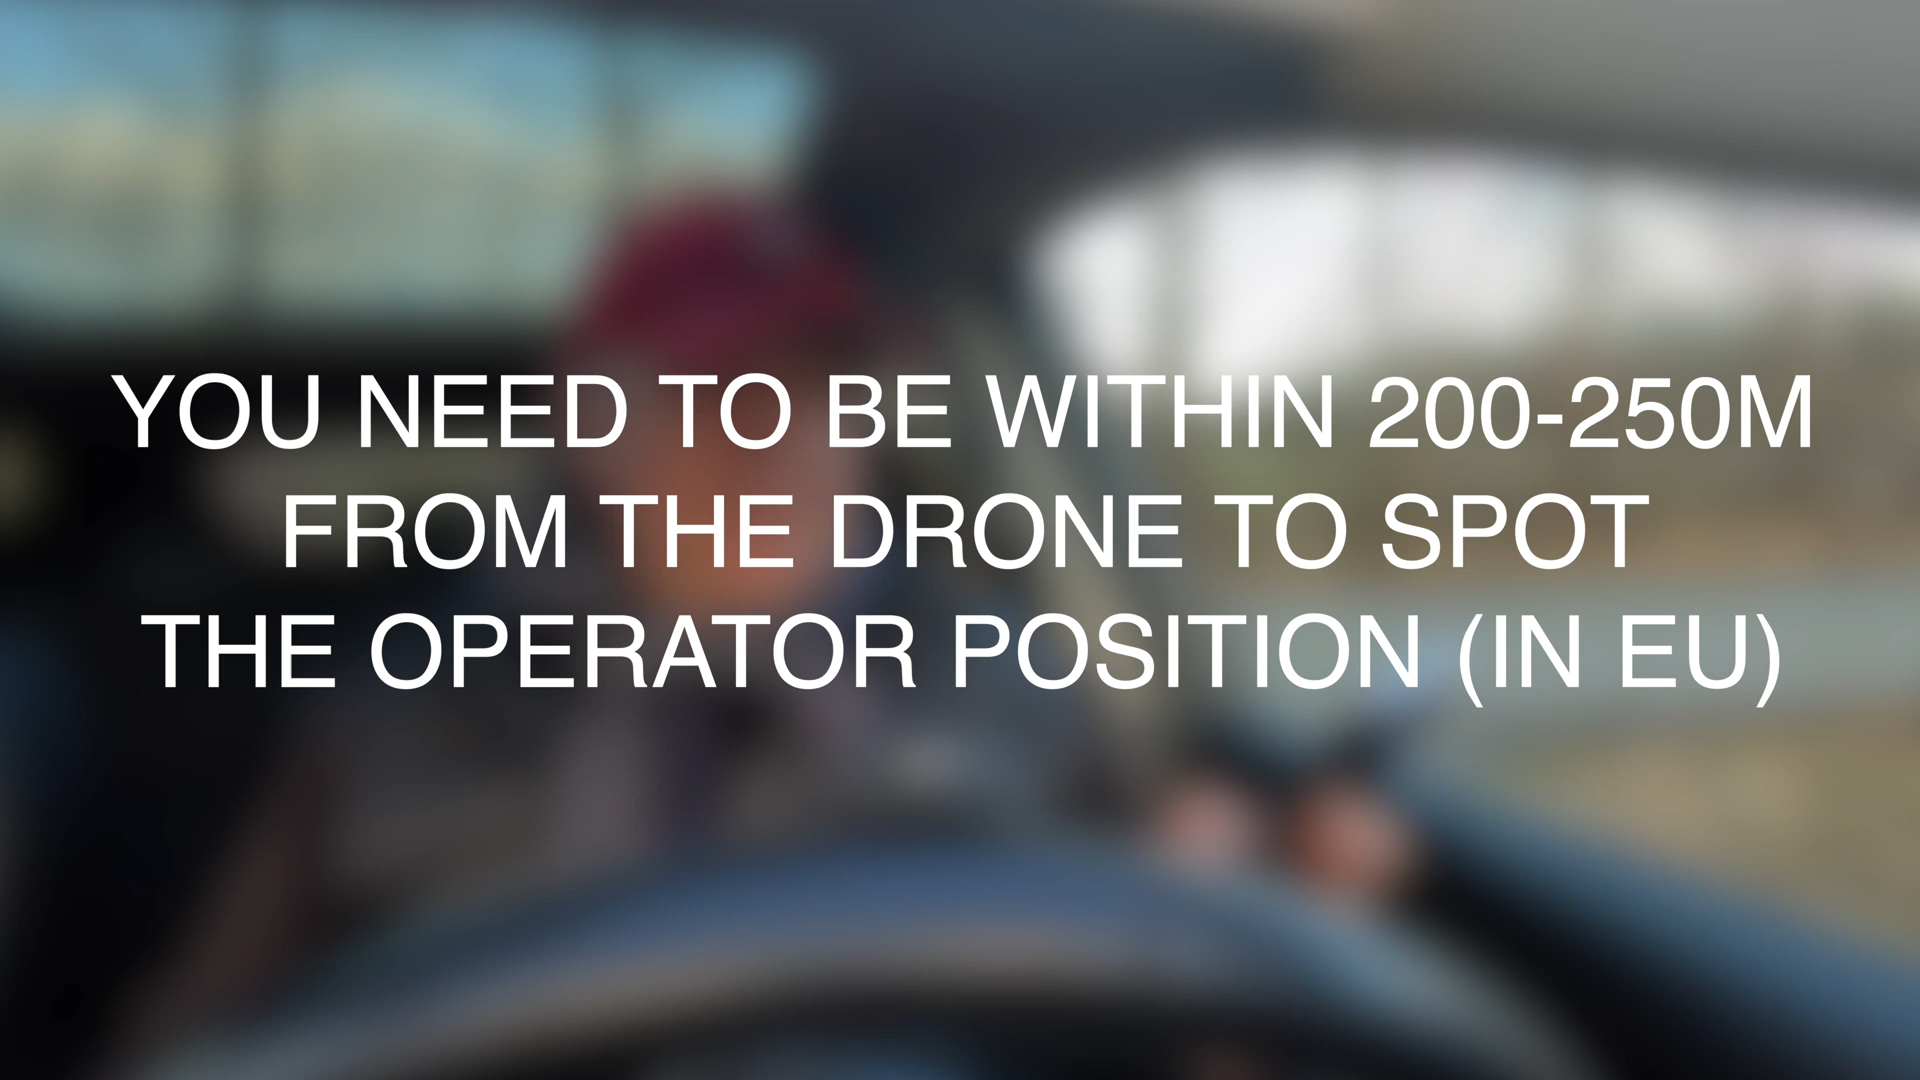 YOU NEED TO BE WITHIN 200-250M
FROM THE DRONE TO SPOT
THE OPERATOR POSITION (IN EU)